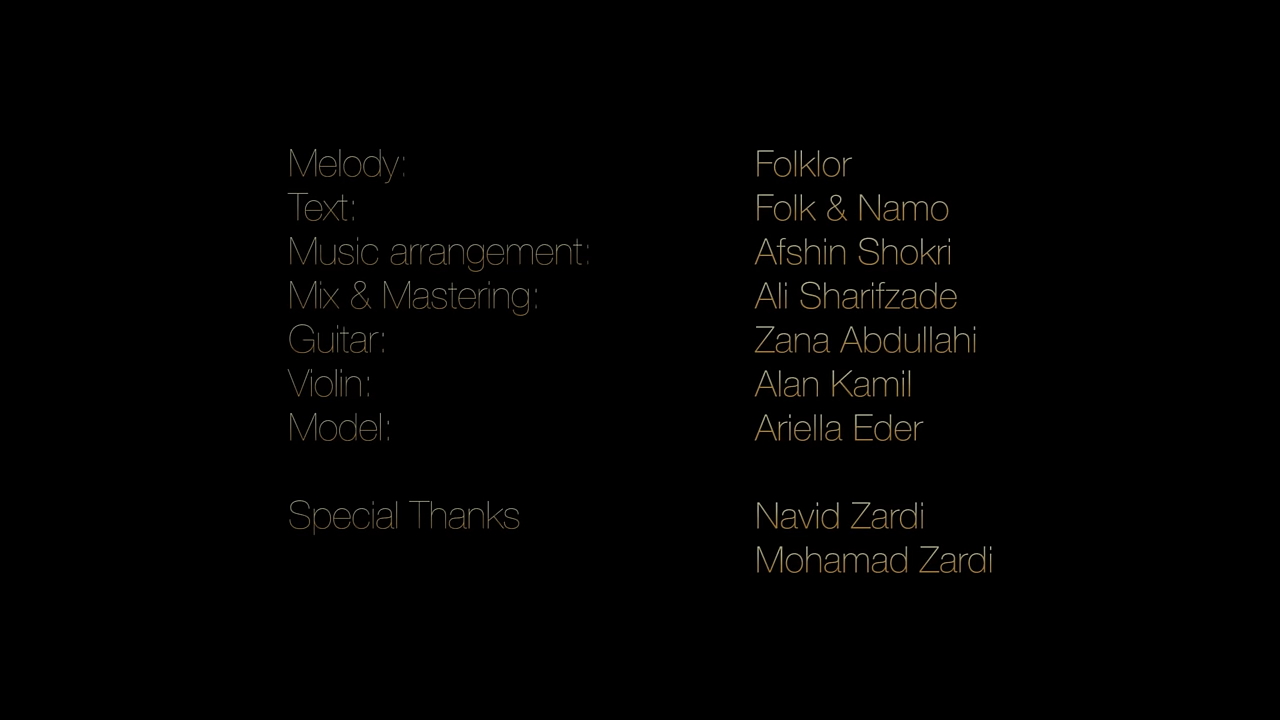 Melody: Folklor
Text: Folk & Namo
Music arrangement: Afshin Shokri
Mix & Mastering: Ali Sharifzade
Guitar: Zana Abdullahi
Violin: Alan Kamil
Model: Ariella Eder
Special Thanks Navid Zardi
Mohamad Zardi